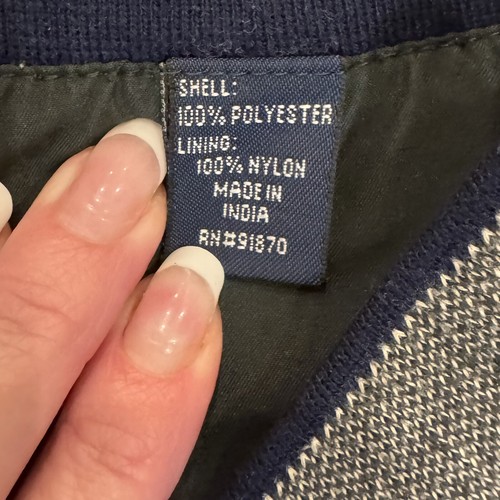 SHELL:
100% POLYESTER
LINING:
100% NYLON
MADE IN
INDIA
RN#91870